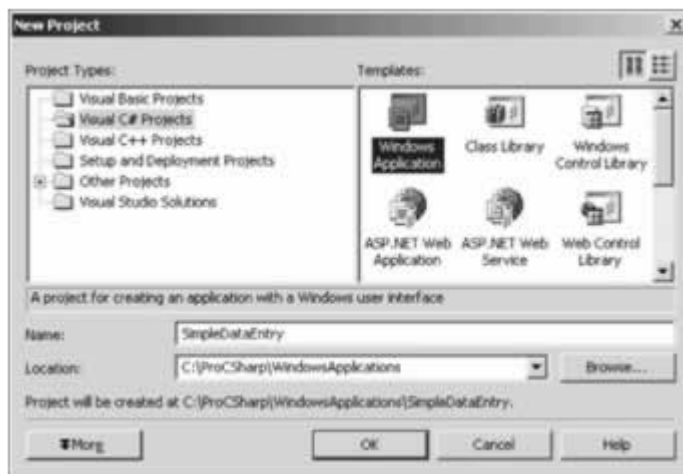 New Project
Project Types:
Templates:
Visual Basic Projects
Visual C# Projects
Visual C++ Projects
Setup and Deployment Projects
Other Projects
Visual Studio Solutions
Windows Application
Class Library
Windows Control Library
ASP.NET Web Application
ASP.NET Web Service
Web Control Library
A project for creating an application with a Windows user interface
Name:
SimpleDataEntry
Location:
C:\ProCSharp\WindowsApplications
Browse...
Project will be created at C:\ProCSharp\WindowsApplications\SimpleDataEntry.
More
OK
Cancel
Help